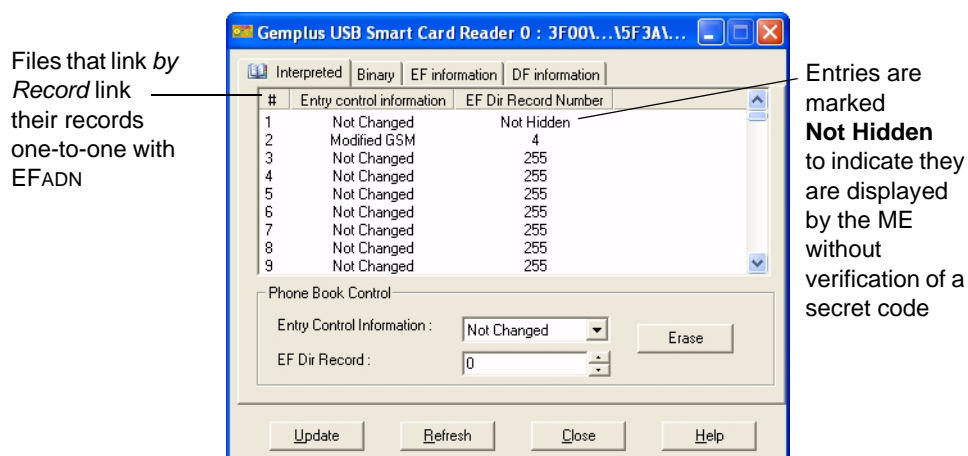 Files that link by
Record link
their records
one-to-one with
EFADN
Gemplus USB Smart Card Reader 0 : 3F00\...\5F3A\...
Interpreted Binary EF information DF information
# Entry control information EF Dir Record Number
1 Not Changed Not Hidden
2 Modified GSM 4
3 Not Changed 255
4 Not Changed 255
5 Not Changed 255
6 Not Changed 255
7 Not Changed 255
8 Not Changed 255
9 Not Changed 255
Phone Book Control
Entry Control Information : Not Changed
Erase
EF Dir Record : 0
Update Refresh Close Help
Entries are
marked
Not Hidden
to indicate they
are displayed
by the ME
without
verification of a
secret code